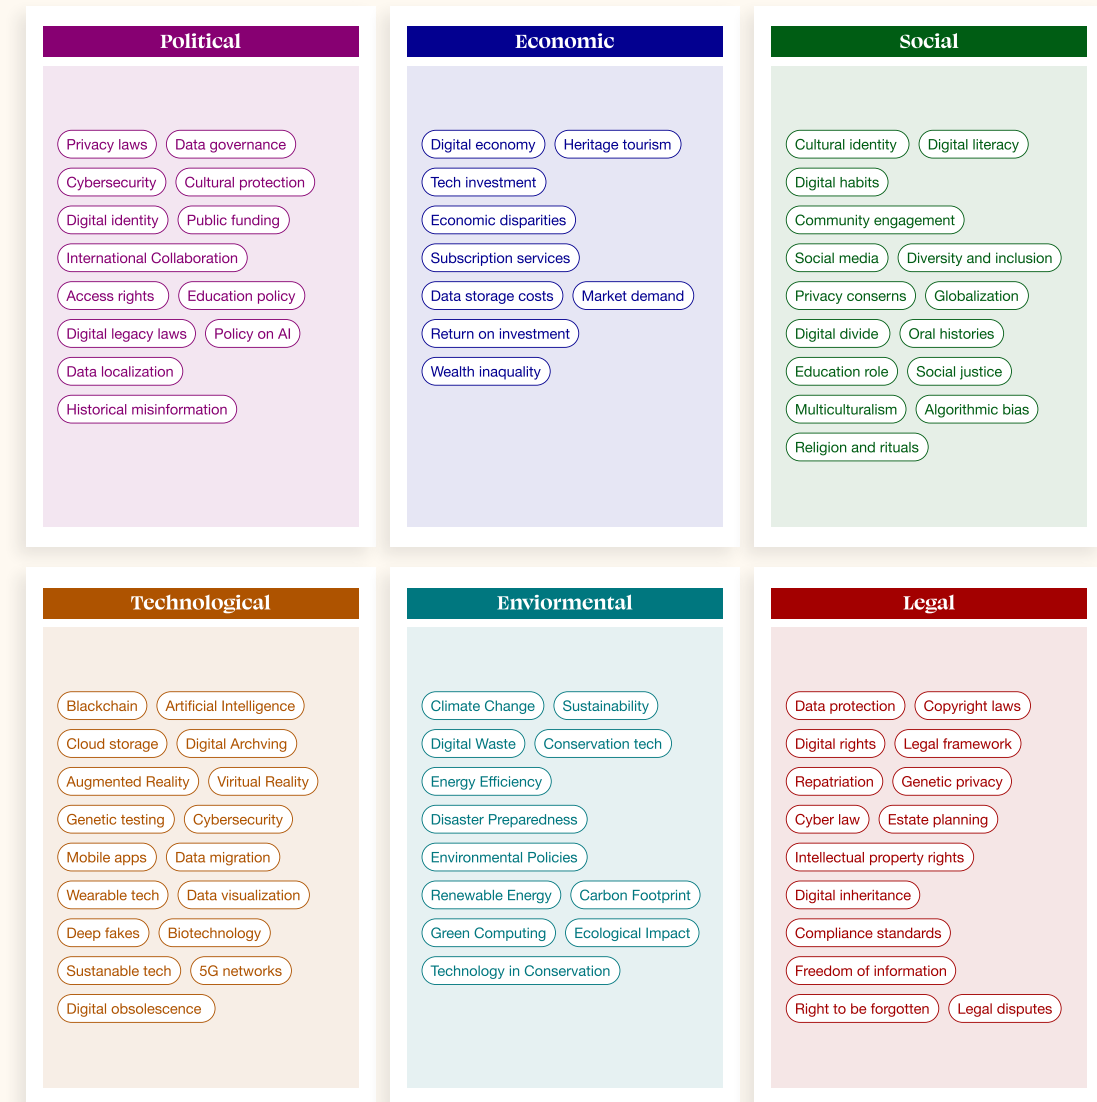 Political
Privacy laws Data governance
Cybersecurity Cultural protection
Digital identity Public funding
International Collaboration
Access rights Education policy
Digital legacy laws Policy on AI
Data localization
Historical misinformation
Economic
Digital economy Heritage tourism
Tech investment
Economic disparities
Subscription services
Data storage costs Market demand
Return on investment
Wealth inaquality
Social
Cultural identity Digital literacy
Digital habits
Community engagement
Social media Diversity and inclusion
Privacy conserns Globalization
Digital divide Oral histories
Education role Social justice
Multiculturalism Algorithmic bias
Religion and rituals
Technological
Blackchain Artificial Intelligence
Cloud storage Digital Archving
Augmented Reality Viritual Reality
Genetic testing Cybersecurity
Mobile apps Data migration
Wearable tech Data visualization
Deep fakes Biotechnology
Sustanable tech 5G networks
Digital obsolescence
Enviormental
Climate Change Sustainability
Digital Waste Conservation tech
Energy Efficiency
Disaster Preparedness
Environmental Policies
Renewable Energy Carbon Footprint
Green Computing Ecological Impact
Technology in Conservation
Legal
Data protection Copyright laws
Digital rights Legal framework
Repatriation Genetic privacy
Cyber law Estate planning
Intellectual property rights
Digital inheritance
Compliance standards
Freedom of information
Right to be forgotten Legal disputes